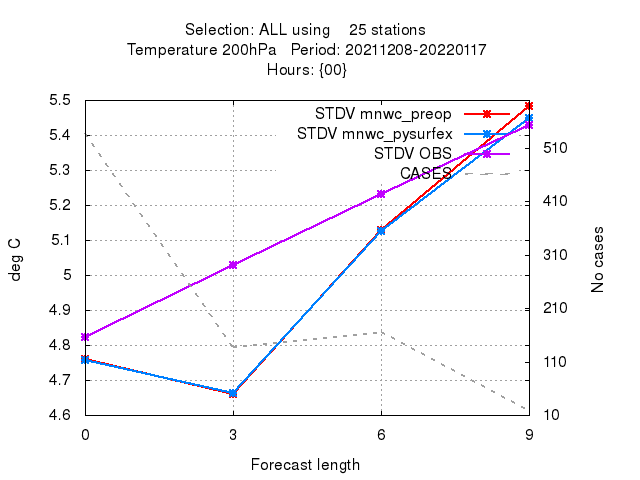 Selection: ALL using    25 stations
Temperature 200hPa   Period: 20211208-20220117
Hours: {00}
STDV mnwc_preop
STDV mnwc_pysurfex
STDV OBS
CASES
deg C
5.5
5.4
5.3
5.2
5.1
5
4.9
4.8
4.7
4.6
510
410
310
210
110
10
No cases
0 3 6 9
Forecast length